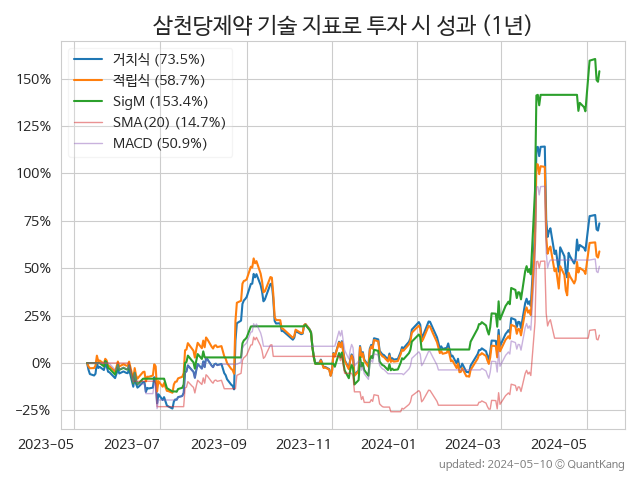 삼천당제약 기술 지표로 투자 시 성과 (1년)
거치식 (73.5%)
적립식 (58.7%)
SigM (153.4%)
SMA(20) (14.7%)
MACD (50.9%)
150%
125%
100%
75%
50%
25%
0%
−25%
2023-05 2023-07 2023-09 2023-11 2024-01 2024-03 2024-05
updated: 2024-05-10 © QuantKang